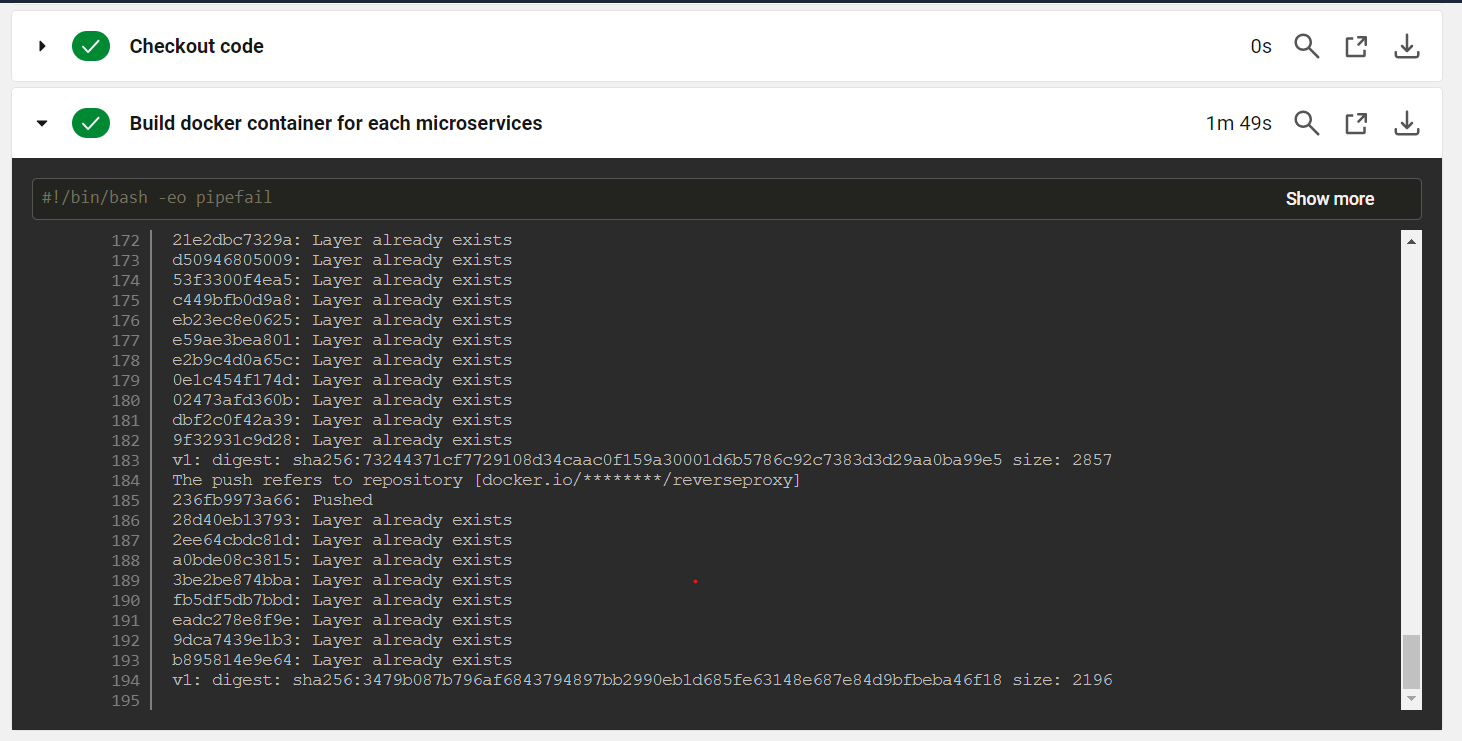 Checkout code 0s
Build docker container for each microservices 1m 49s
#!/bin/bash -eo pipefail Show more
172 21e2dbc7329a: Layer already exists
173 d50946805009: Layer already exists
174 53f3300f4ea5: Layer already exists
175 c449bfb0d9a8: Layer already exists
176 eb23ec8e0625: Layer already exists
177 e59ae3bea801: Layer already exists
178 e2b9c4d0a65c: Layer already exists
179 0e1c454f174d: Layer already exists
180 02473afd360b: Layer already exists
181 dbf2c0f42a39: Layer already exists
182 9f32931c9d28: Layer already exists
183 v1: digest: sha256:73244371cf7729108d34caac0f159a30001d6b5786c92c7383d3d29aa0ba99e5 size: 2857
184 The push refers to repository [docker.io/********/reverseproxy]
185 236fb9973a66: Pushed
186 28d40eb13793: Layer already exists
187 2ee64cbdc81d: Layer already exists
188 a0bde08c3815: Layer already exists
189 3be2be874bba: Layer already exists
190 fb5df5db7bbd: Layer already exists
191 eadc278e8f9e: Layer already exists
192 9dca7439e1b3: Layer already exists
193 b895814e9e64: Layer already exists
194 v1: digest: sha256:3479b087b796af6843794897bb2990eb1d685fe63148e687e84d9bfbeba46f18 size: 2196
195